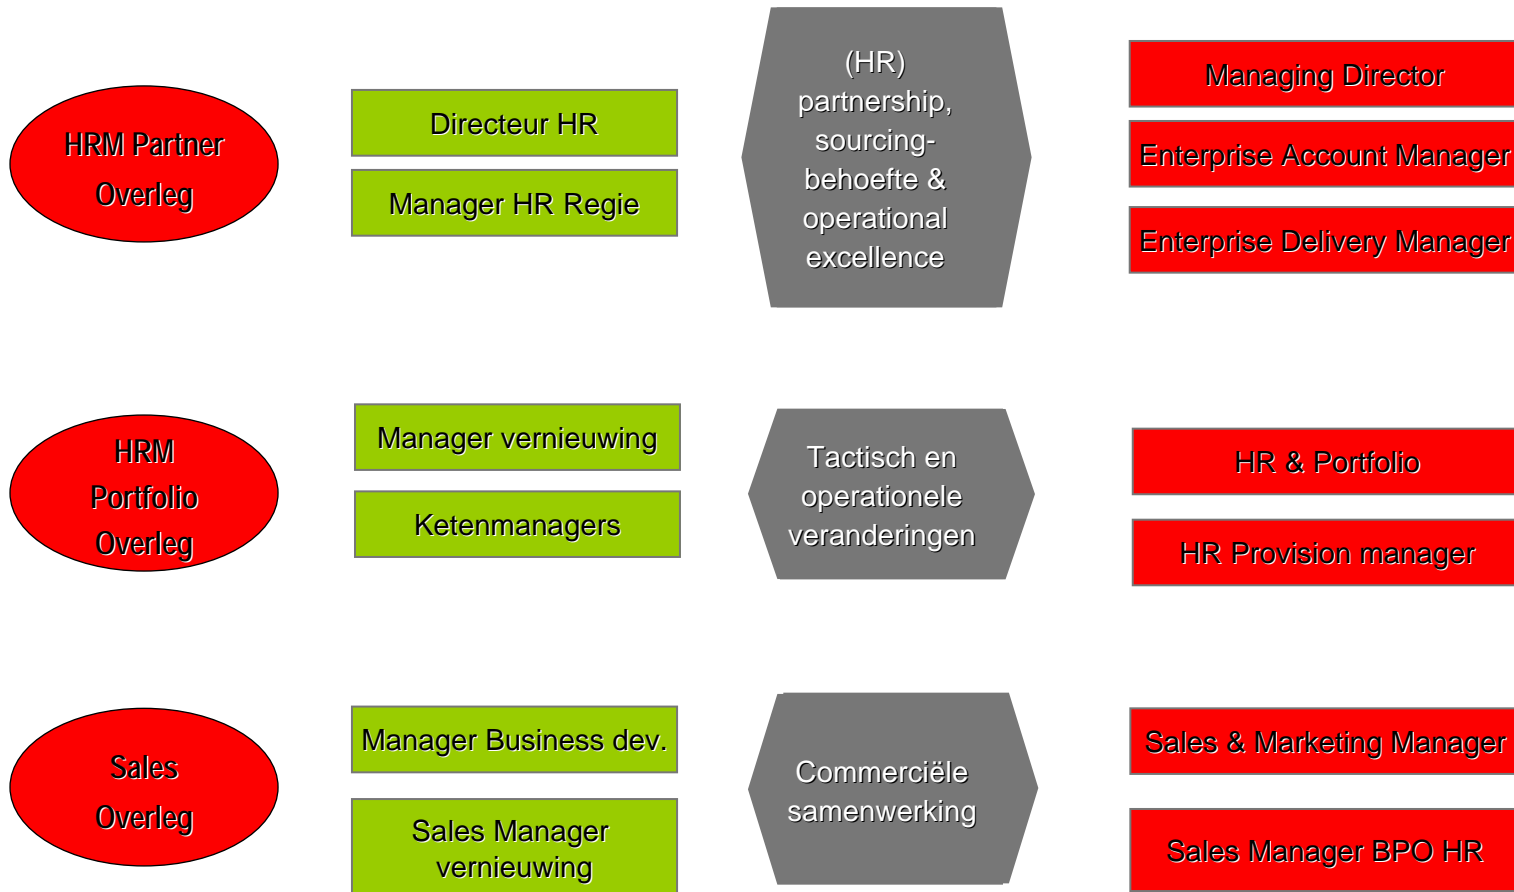 HRM Partner
Overleg
Directeur HR
Manager HR Regie
(HR)
partnership,
sourcing-
behoefte &
operational
excellence
Managing Director
Enterprise Account Manager
Enterprise Delivery Manager
HRM
Portfolio
Overleg
Manager vernieuwing
Ketenmanagers
Tactisch en
operationele
veranderingen
HR & Portfolio
HR Provision manager
Sales
Overleg
Manager Business dev.
Sales Manager
vernieuwing
Commerciële
samenwerking
Sales & Marketing Manager
Sales Manager BPO HR